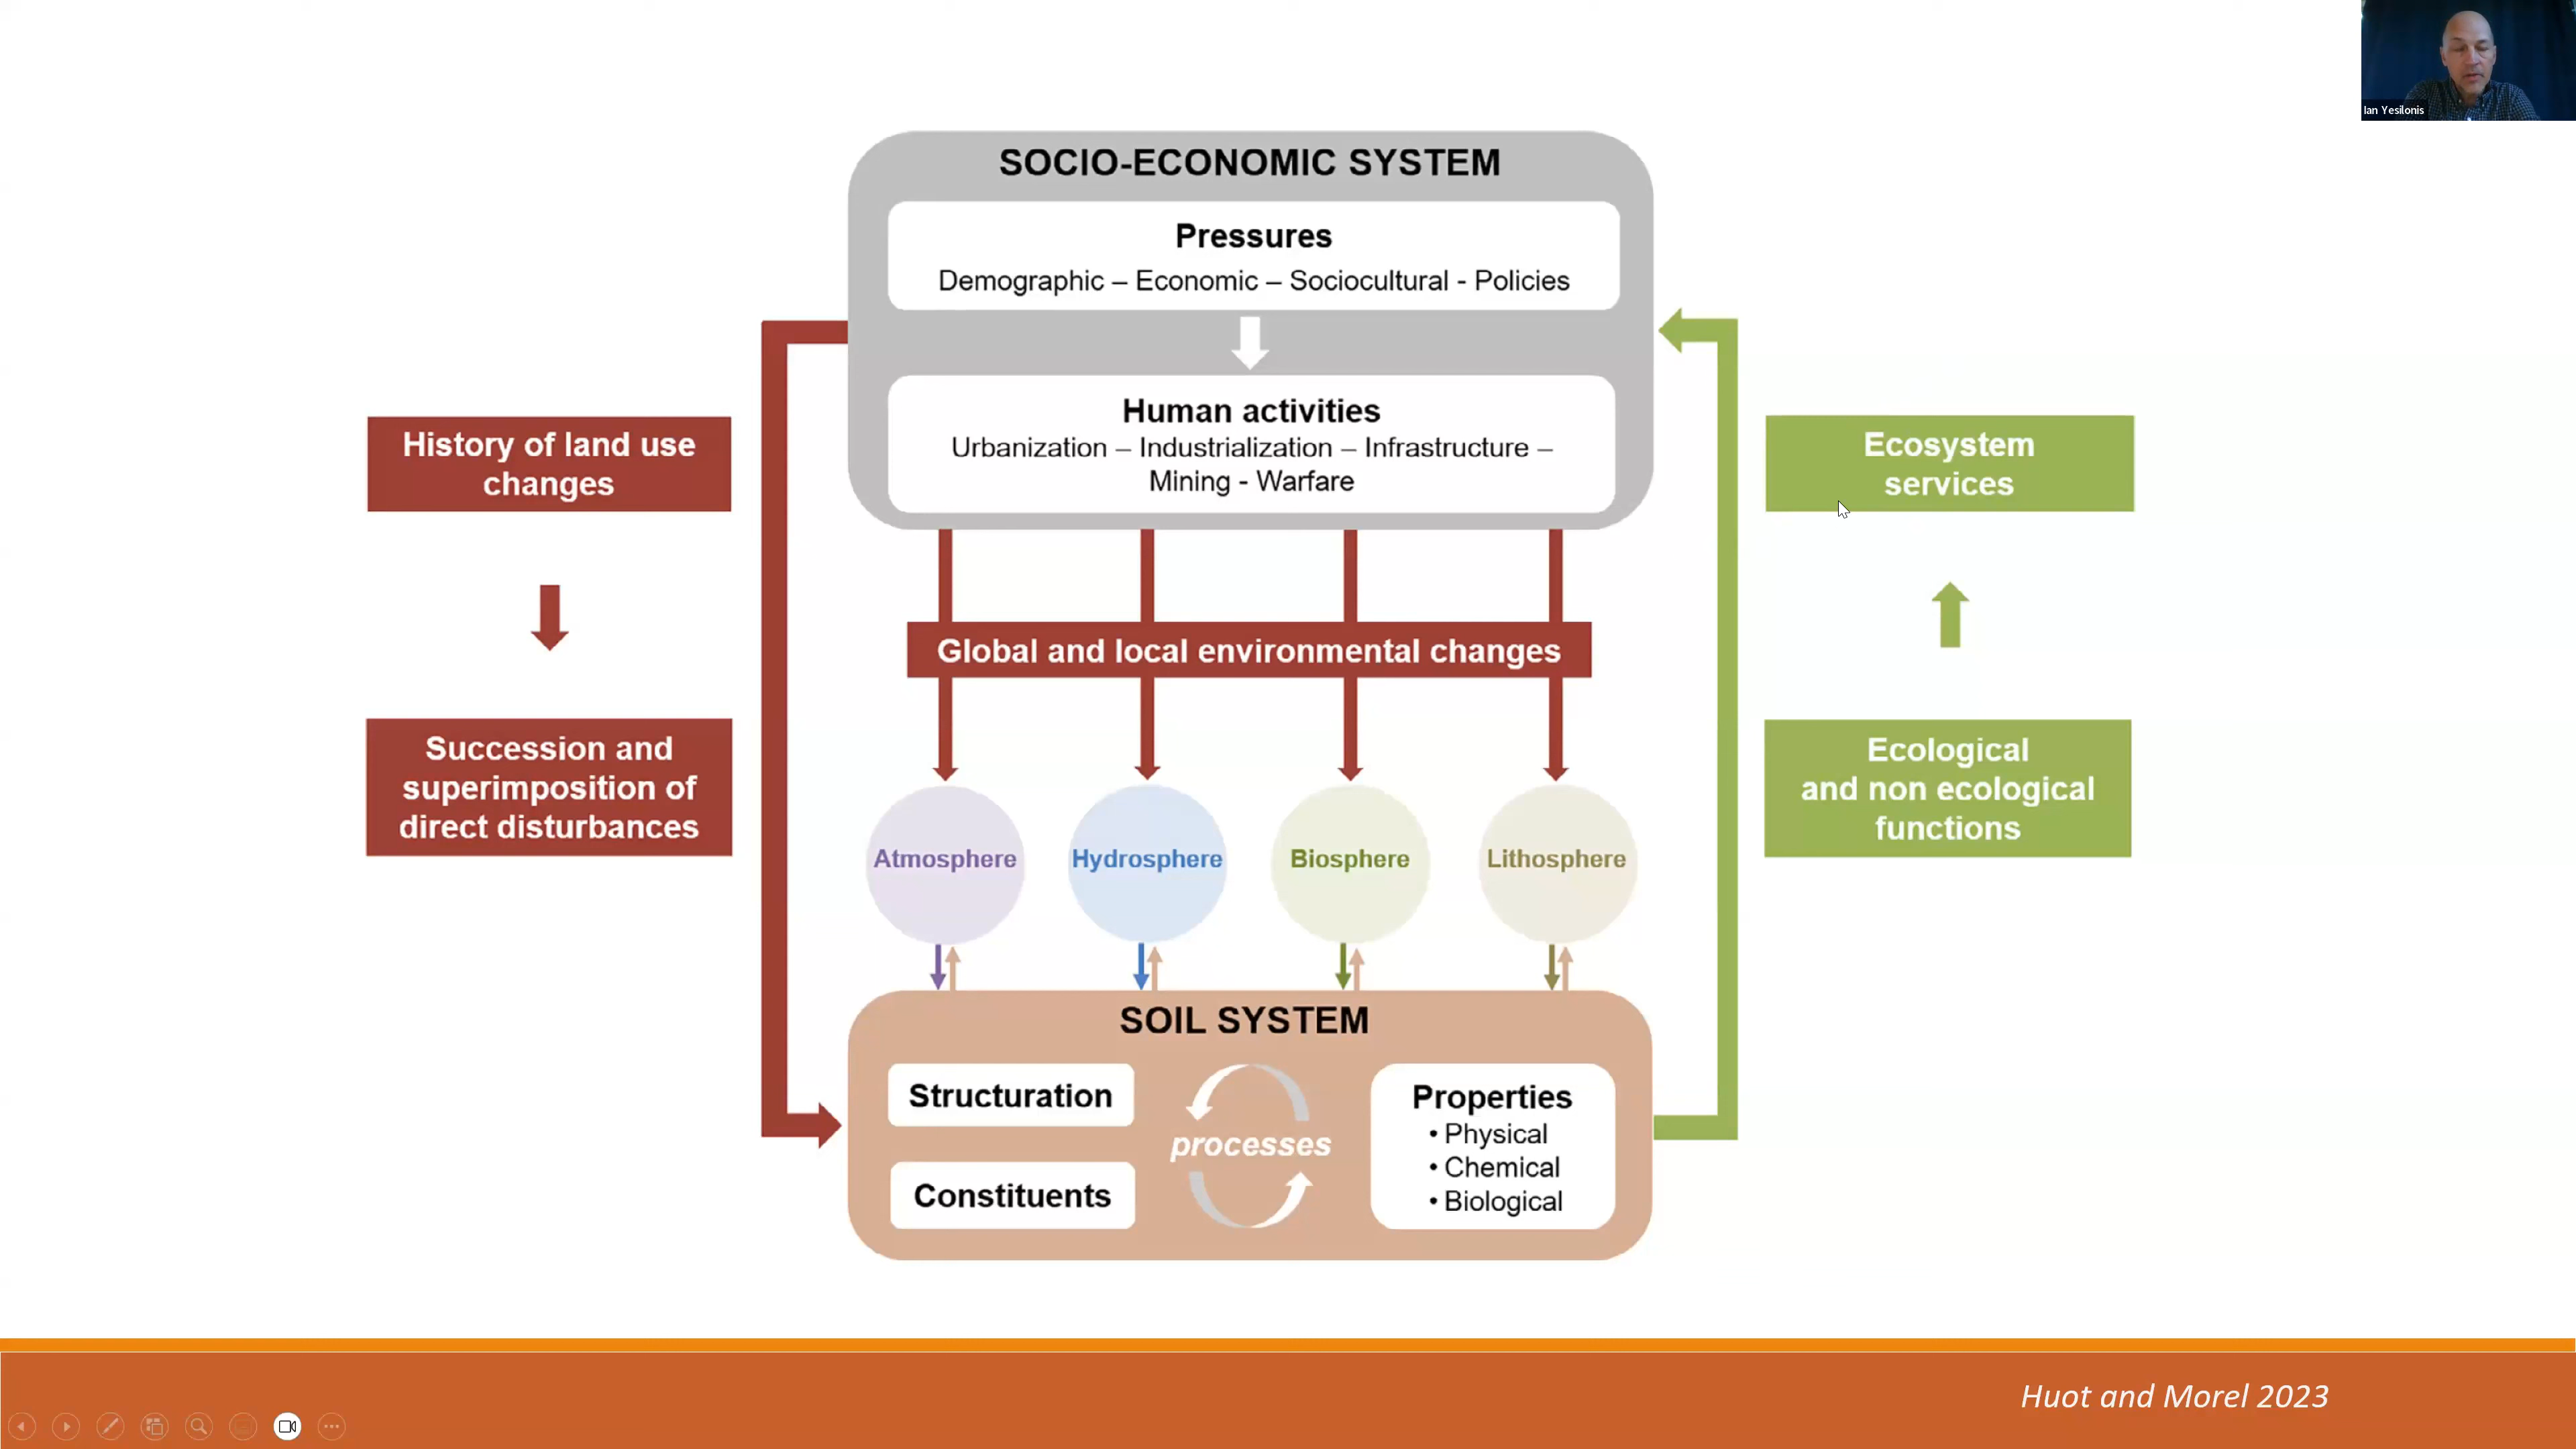 Ian Yesilonis
SOCIO-ECONOMIC SYSTEM
Pressures
Demographic – Economic – Sociocultural - Policies
Human activities
Urbanization – Industrialization – Infrastructure –
Mining - Warfare
History of land use
changes
Succession and
superimposition of
direct disturbances
Global and local environmental changes
Ecosystem
services
Ecological
and non ecological
functions
Atmosphere
Hydrosphere
Biosphere
Lithosphere
SOIL SYSTEM
Structuration
Constituents
processes
Properties
• Physical
• Chemical
• Biological
Huot and Morel 2023